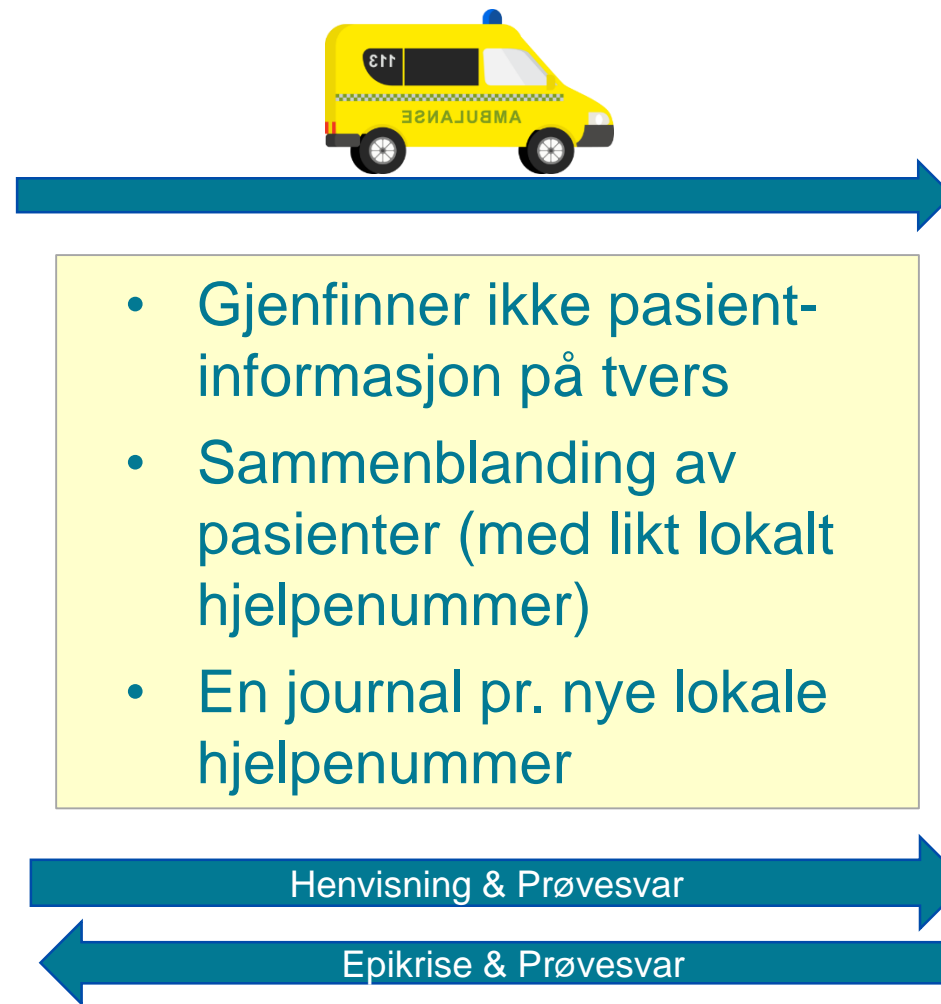 113
AMBULANSE
• Gjenfinner ikke pasient-
informasjon på tvers
• Sammenblanding av
pasienter (med likt lokalt
hjelpenummer)
• En journal pr. nye lokale
hjelpenummer
Henvisning & Prøvesvar
Epikrise & Prøvesvar